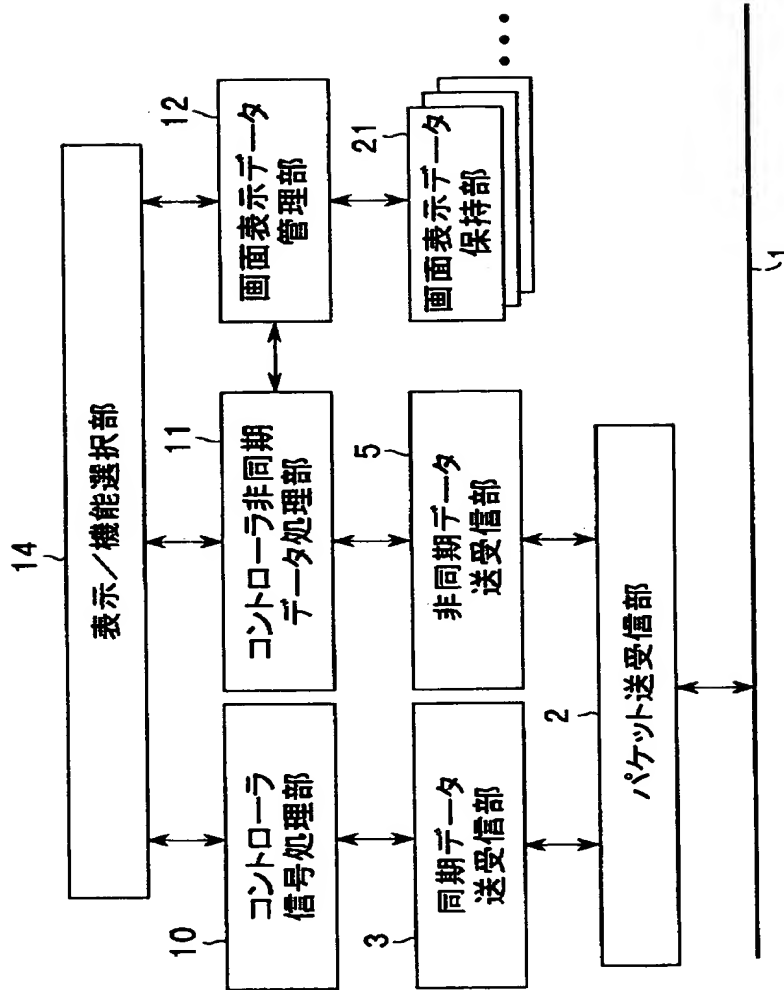 14
表示／機能選択部
10
コントローラ
信号処理部
11
コントローラ非同期
データ処理部
12
画面表示データ
管理部
3
同期データ
送受信部
5
非同期データ
送受信部
21
画面表示データ
保持部
2
パケット送受信部
1